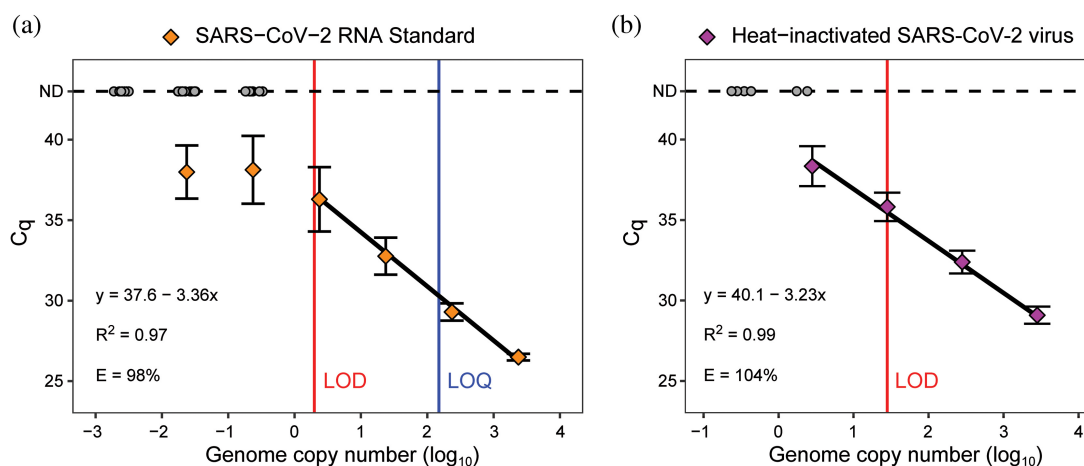 (a)
SARS−CoV−2 RNA Standard
ND
40
35
30
25
Cq
y = 37.6 − 3.36x
R² = 0.97
E = 98%
LOD
LOQ
−3 −2 −1 0 1 2 3 4
Genome copy number (log₁₀)
(b)
Heat−inactivated SARS-CoV-2 virus
ND
40
35
30
25
Cq
y = 40.1 − 3.23x
R² = 0.99
E = 104%
LOD
−1 0 1 2 3 4
Genome copy number (log₁₀)